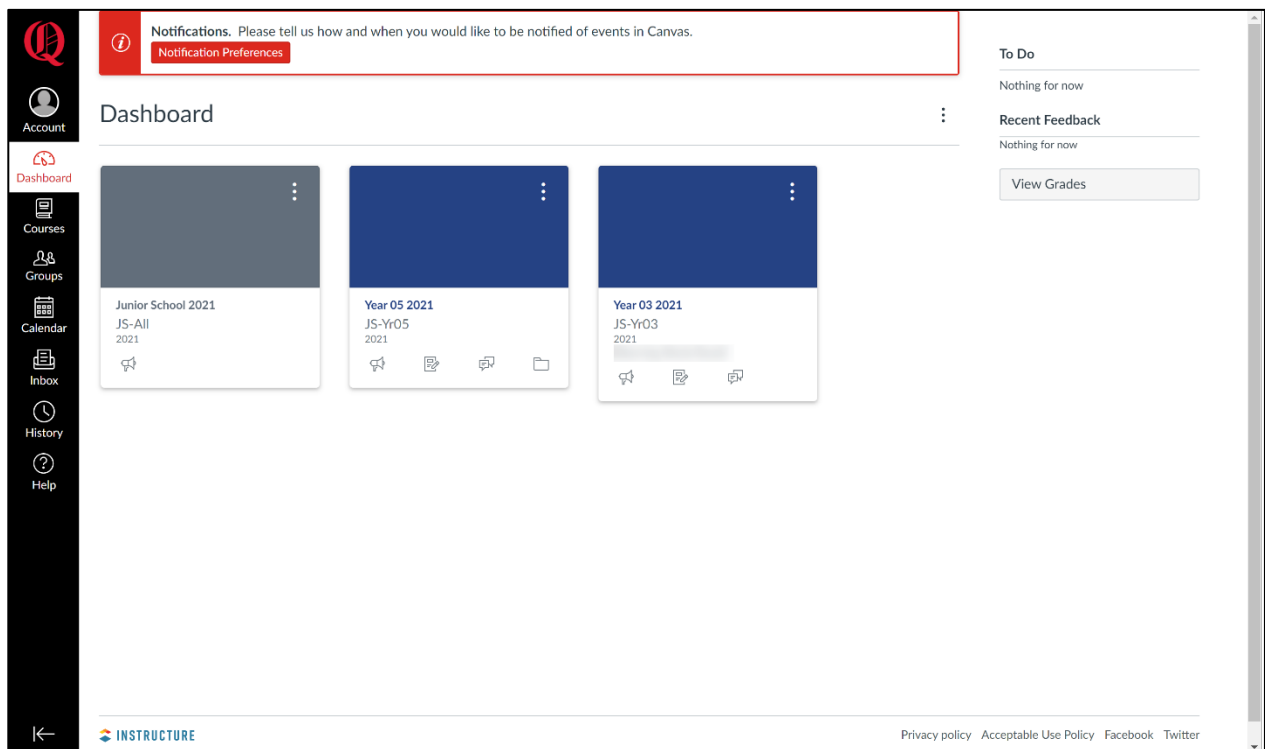 Notifications. Please tell us how and when you would like to be notified of events in Canvas.
Notification Preferences
Account
Dashboard
Courses
Groups
Calendar
Inbox
History
Help
Dashboard
Junior School 2021
JS-All
2021
Year 05 2021
JS-Yr05
2021
Year 03 2021
JS-Yr03
2021
To Do
Nothing for now
Recent Feedback
Nothing for now
View Grades
INSTRUCTURE
Privacy policy Acceptable Use Policy Facebook Twitter